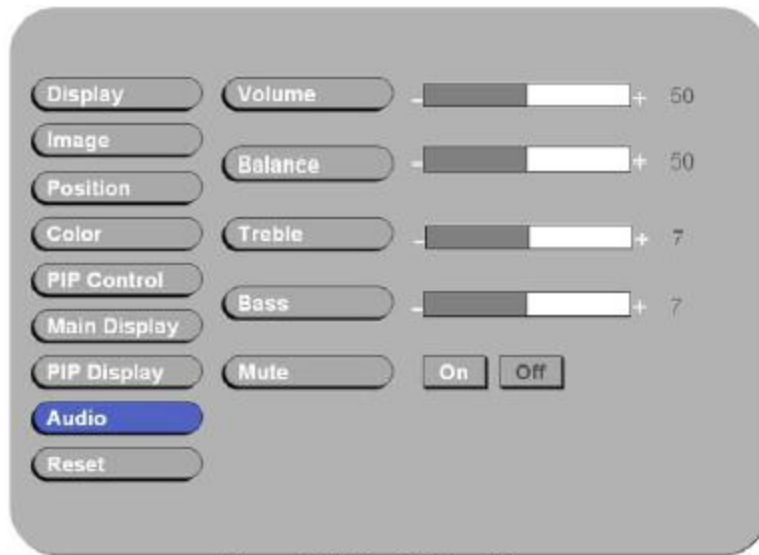 Display
Volume - + 50
Image
Balance - + 50
Position
Color
Treble - + 7
PIP Control
Bass - + 7
Main Display
PIP Display
Mute On Off
Audio
Reset